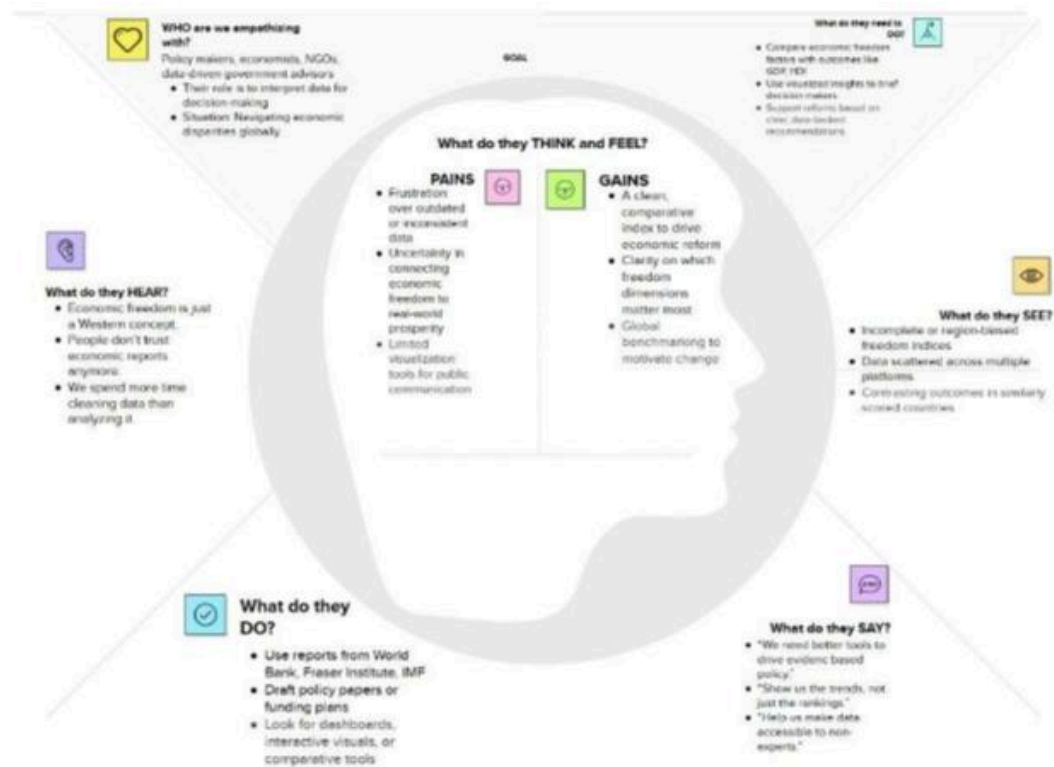 WHO are we empathizing
with?
Policy makers, economists, NGOs,
data-driven government advisors
• Their role is to interpret data for
decision-making
• Situation: Navigating economic
disparities globally
GOAL
What do they need to
DO?
• Compare economic freedom
factors with outcomes like
GDP, HDI
• Use visualized insights to brief
decision makers
• Support reforms based on
clear, data-backed
recommendations
What do they THINK and FEEL?
PAINS
• Frustration
over outdated
or inconsistent
data
• Uncertainty in
connecting
economic
freedom to
real-world
prosperity
• Limited
visualization
tools for public
communication
GAINS
• A clean,
comparative
index to drive
economic reform
• Clarity on which
freedom
dimensions
matter most
• Global
benchmarking to
motivate change
What do they HEAR?
• Economic freedom is just
a Western concept.
• People don't trust
economic reports
anymore.
• We spend more time
cleaning data than
analyzing it.
What do they SEE?
• Incomplete or region-biased
freedom indices
• Data scattered across multiple
platforms
• Contrasting outcomes in similarly
scored countries
What do they
DO?
• Use reports from World
Bank, Fraser Institute, IMF
• Draft policy papers or
funding plans
• Look for dashboards,
interactive visuals, or
comparative tools
What do they SAY?
• "We need better tools to
drive evidenc based
policy."
• "Show us the trends, not
just the rankings."
• "Help us make data
accessible to non-
experts."